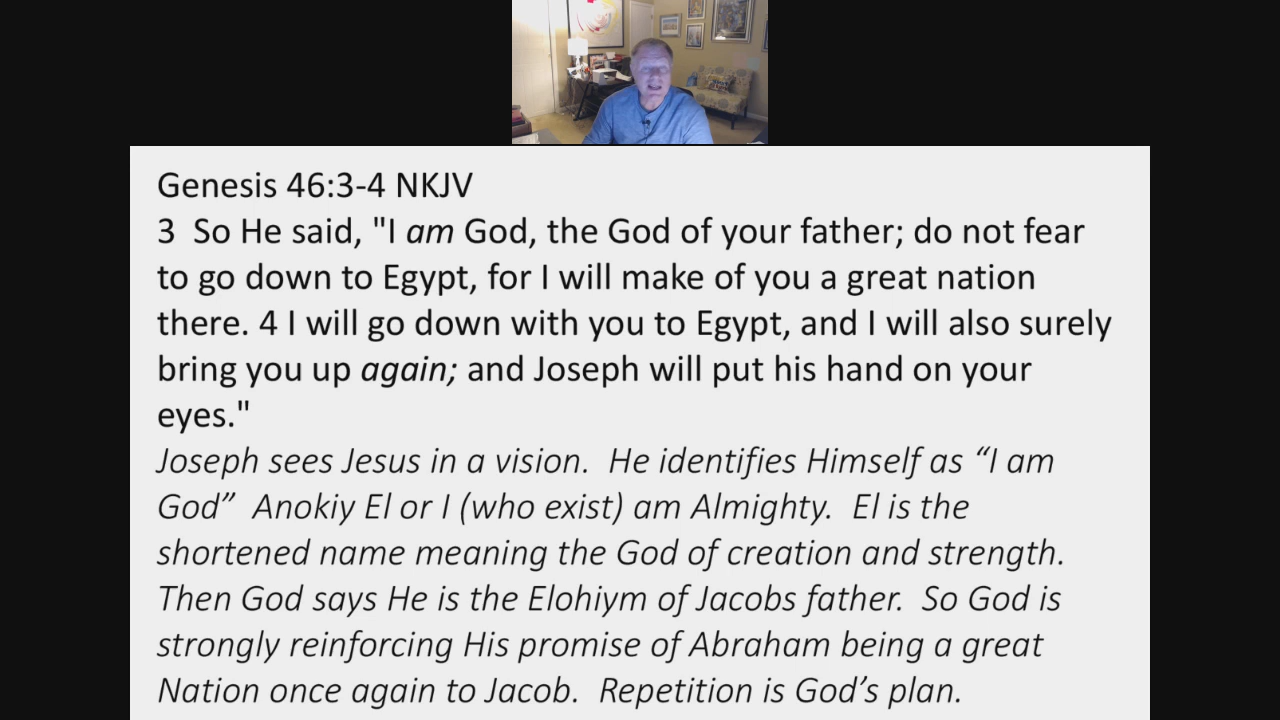 Genesis 46:3-4 NKJV
3  So He said, "I am God, the God of your father; do not fear
to go down to Egypt, for I will make of you a great nation
there. 4 I will go down with you to Egypt, and I will also surely
bring you up again; and Joseph will put his hand on your
eyes."
Joseph sees Jesus in a vision.  He identifies Himself as “I am
God”  Anokiy El or I (who exist) am Almighty.  El is the
shortened name meaning the God of creation and strength.
Then God says He is the Elohiym of Jacobs father.  So God is
strongly reinforcing His promise of Abraham being a great
Nation once again to Jacob.  Repetition is God’s plan.